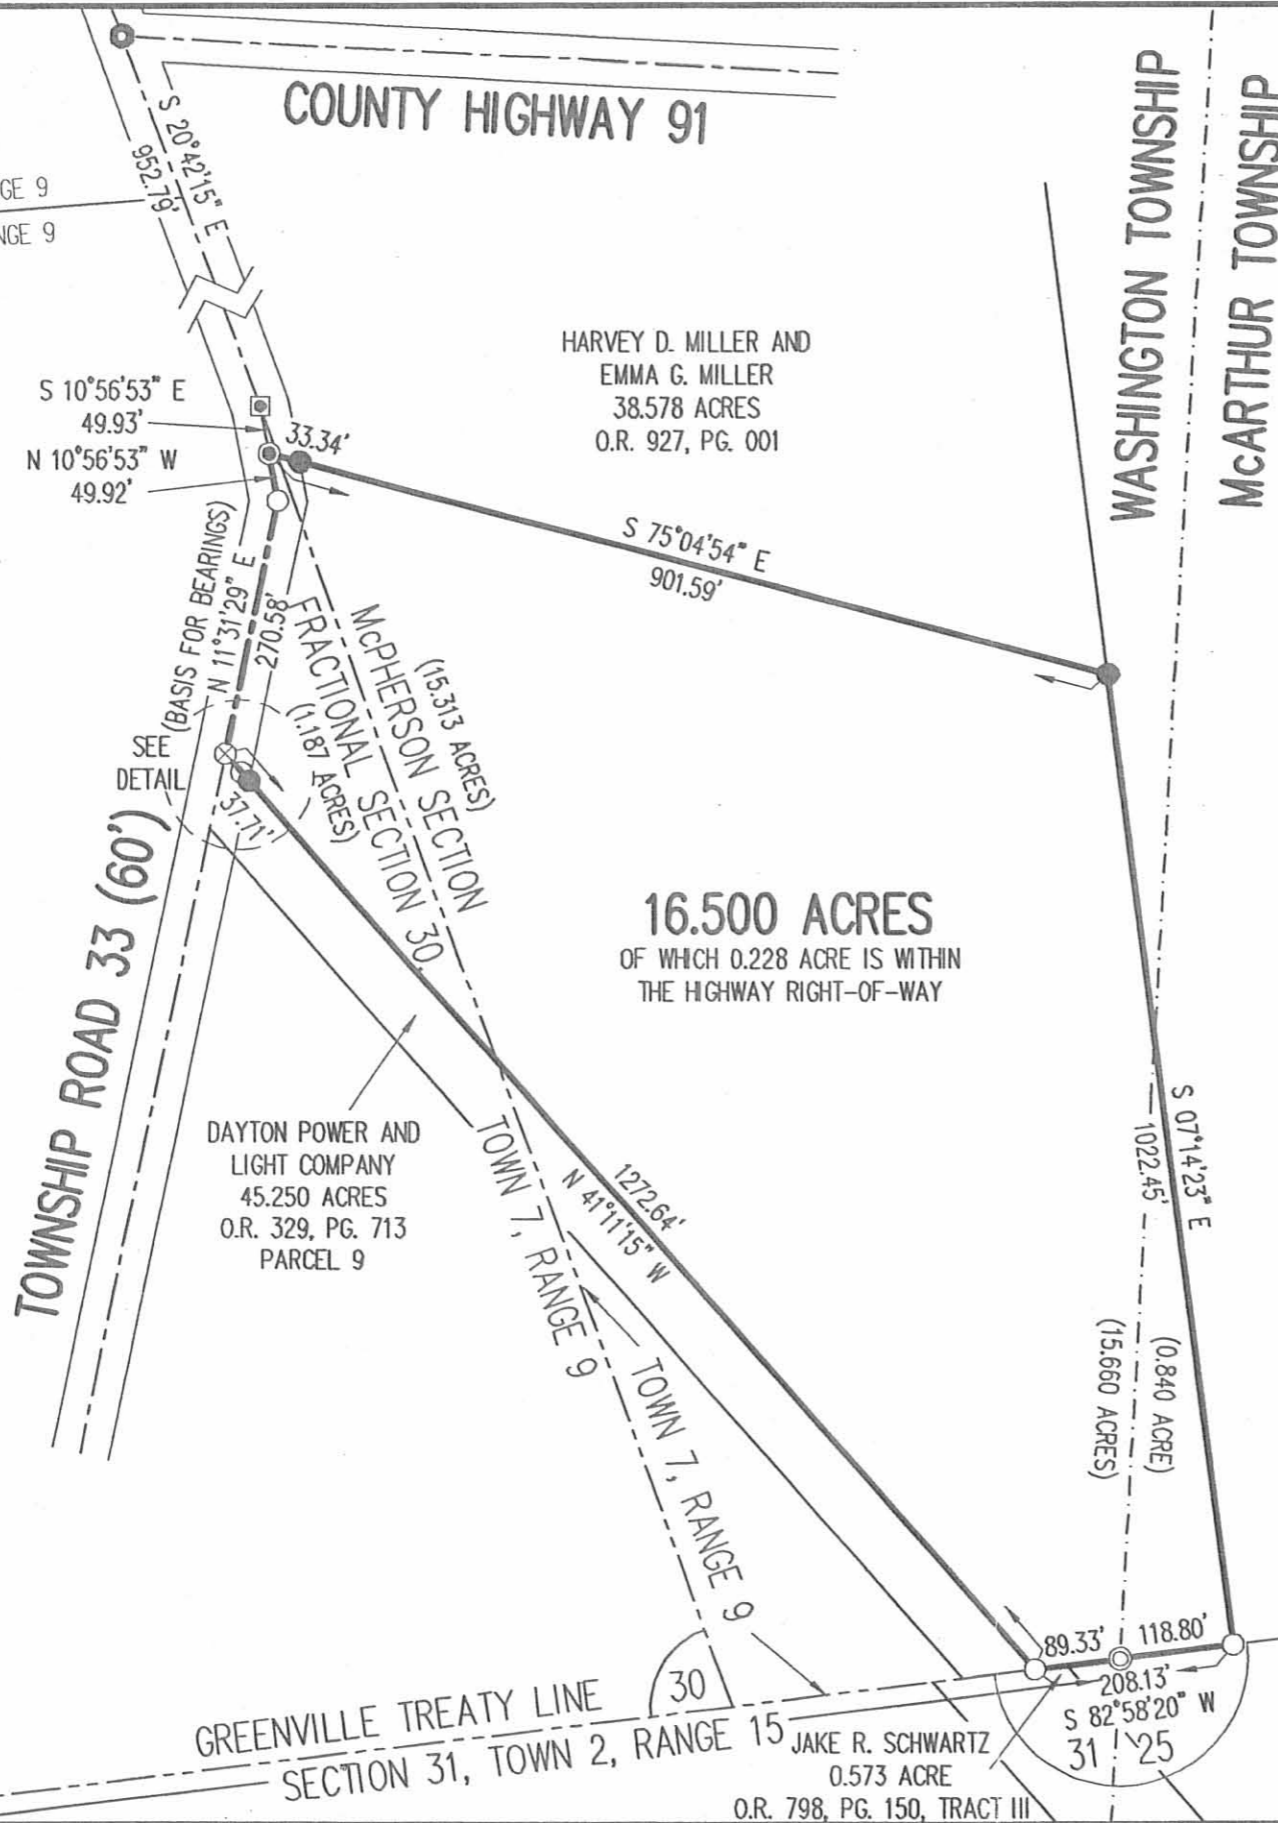 COUNTY HIGHWAY 91
S 20°42'15" E
952.79'
GE 9
NGE 9
WASHINGTON TOWNSHIP
McARTHUR TOWNSHIP
HARVEY D. MILLER AND
EMMA G. MILLER
38.578 ACRES
O.R. 927, PG. 001
S 10°56'53" E
49.93'
N 10°56'53" W
49.92'
33.34'
S 75°04'54" E
901.59'
(BASIS FOR BEARINGS)
N 11°31'29" E
270.58'
McPHERSON SECTION
(15.313 ACRES)
FRACTIONAL SECTION 30,
(1.187 ACRES)
SEE
DETAIL
37.71'
TOWNSHIP ROAD 33 (60')
16.500 ACRES
OF WHICH 0.228 ACRE IS WITHIN
THE HIGHWAY RIGHT-OF-WAY
DAYTON POWER AND
LIGHT COMPANY
45.250 ACRES
O.R. 329, PG. 713
PARCEL 9
TOWN 7, RANGE 9
1272.64'
N 41°11'15" W
S 07°14'23" E
1022.45'
TOWN 7, RANGE 9
(0.840 ACRE)
(15.660 ACRES)
89.33'
118.80'
208.13'
S 82°58'20" W
30
31
25
GREENVILLE TREATY LINE
SECTION 31, TOWN 2, RANGE 15
JAKE R. SCHWARTZ
0.573 ACRE
O.R. 798, PG. 150, TRACT III